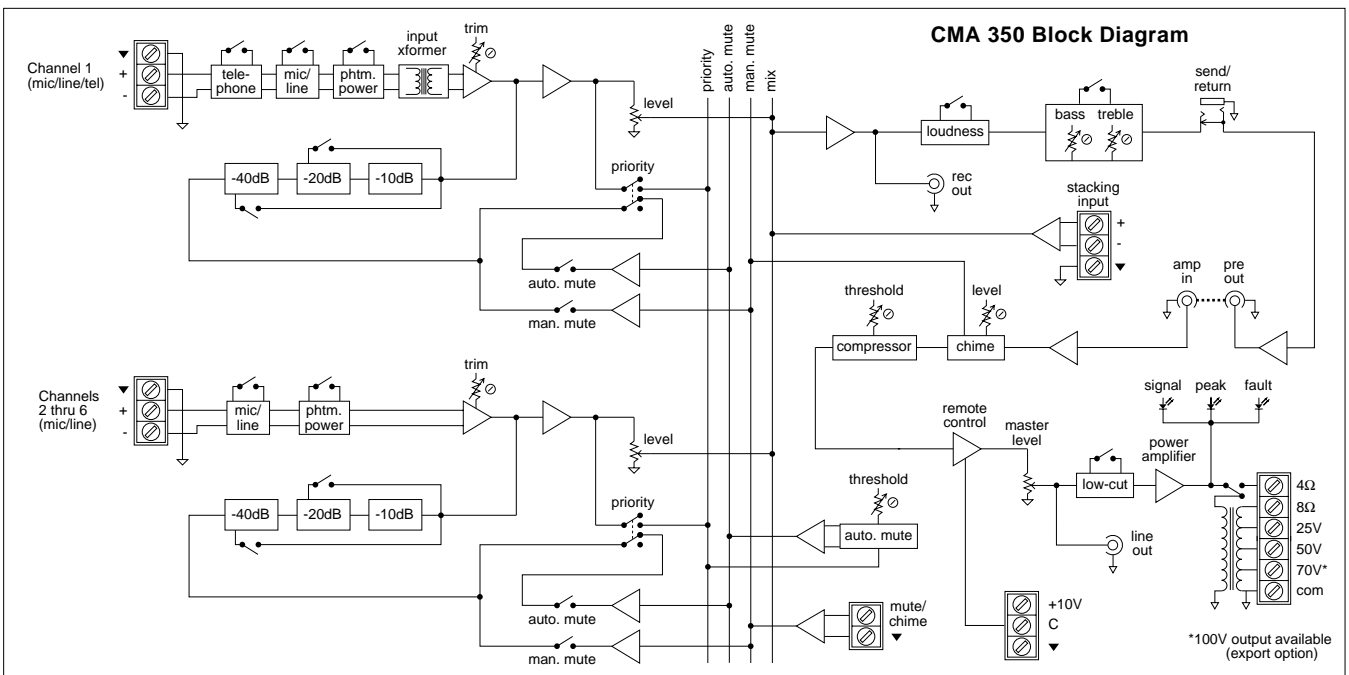 CMA 350 Block Diagram
Channel 1
(mic/line/tel)
▼
+
-
tele-
phone
mic/
line
phtm.
power
input
xformer
trim
level
-40dB
-20dB
-10dB
priority
auto. mute
man. mute
priority
auto. mute
man. mute
mix
loudness
bass
treble
send/
return
rec
out
stacking
input
+
-
▼
amp
in
pre
out
threshold
level
compressor
chime
Channels
2 thru 6
(mic/line)
▼
+
-
mic/
line
phtm.
power
trim
level
-40dB
-20dB
-10dB
priority
auto. mute
man. mute
signal
peak
fault
remote
control
master
level
low-cut
power
amplifier
threshold
auto. mute
line
out
mute/
chime
▼
+10V
C
▼
4Ω
8Ω
25V
50V
70V*
com
*100V output available
(export option)